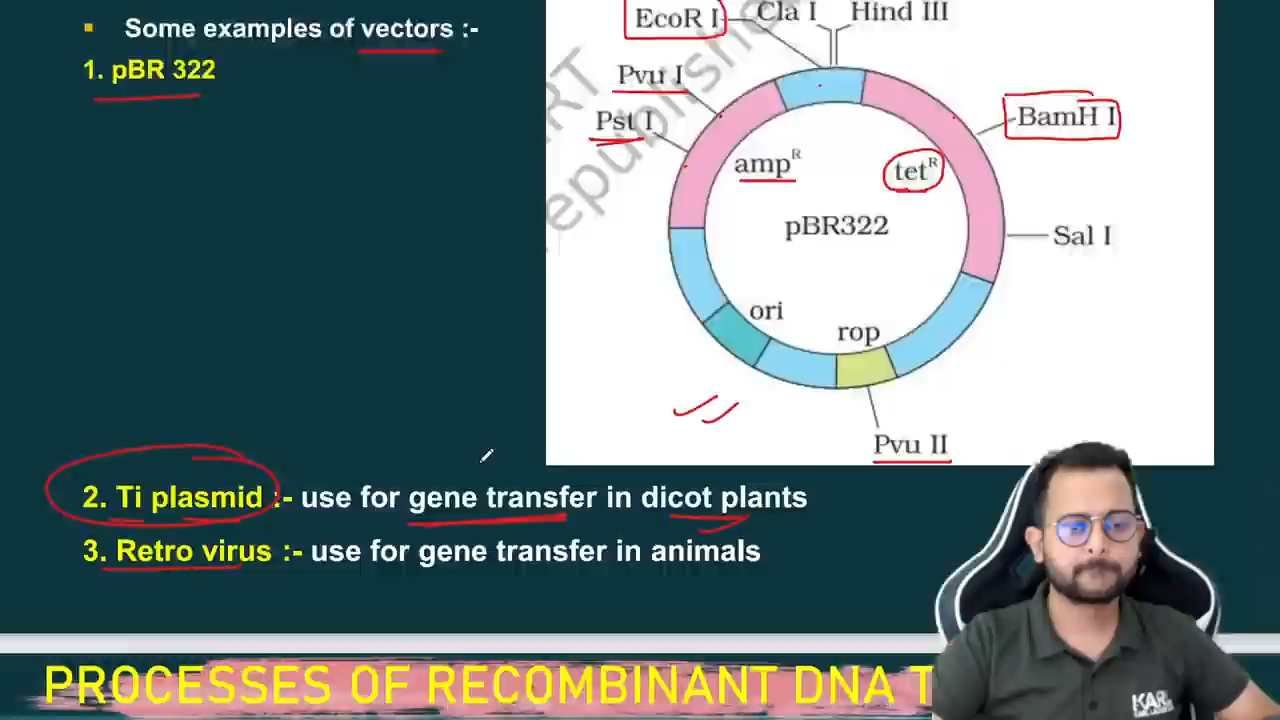 ▪ Some examples of vectors :-
1. pBR 322
EcoR I
Cla I
Hind III
Pvu I
Pst I
BamH I
amp^R
tet^R
pBR322
Sal I
ori
rop
Pvu II
2. Ti plasmid :- use for gene transfer in dicot plants
3. Retro virus :- use for gene transfer in animals
PROCESSES OF RECOMBINANT DNA T